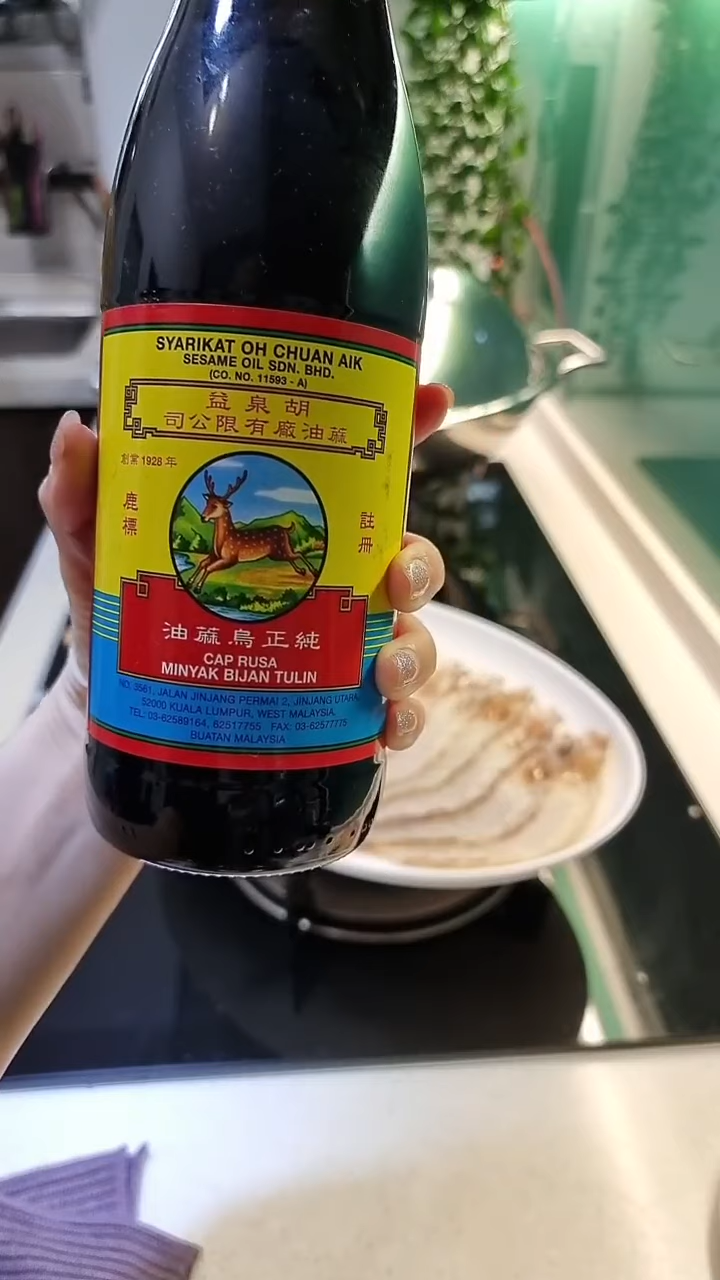 SYARIKAT OH CHUAN AIK
SESAME OIL SDN. BHD.
(CO. NO. 11593 - A)
益泉胡
司公限有廠油蔴
創業1928年
鹿標
註冊
油蔴烏正純
CAP RUSA
MINYAK BIJAN TULIN
NO. 3561, JALAN JINJANG PERMAI 2, JINJANG UTARA,
52000 KUALA LUMPUR, WEST MALAYSIA.
TEL: 03-62589164, 62517755 FAX: 03-62577775
BUATAN MALAYSIA